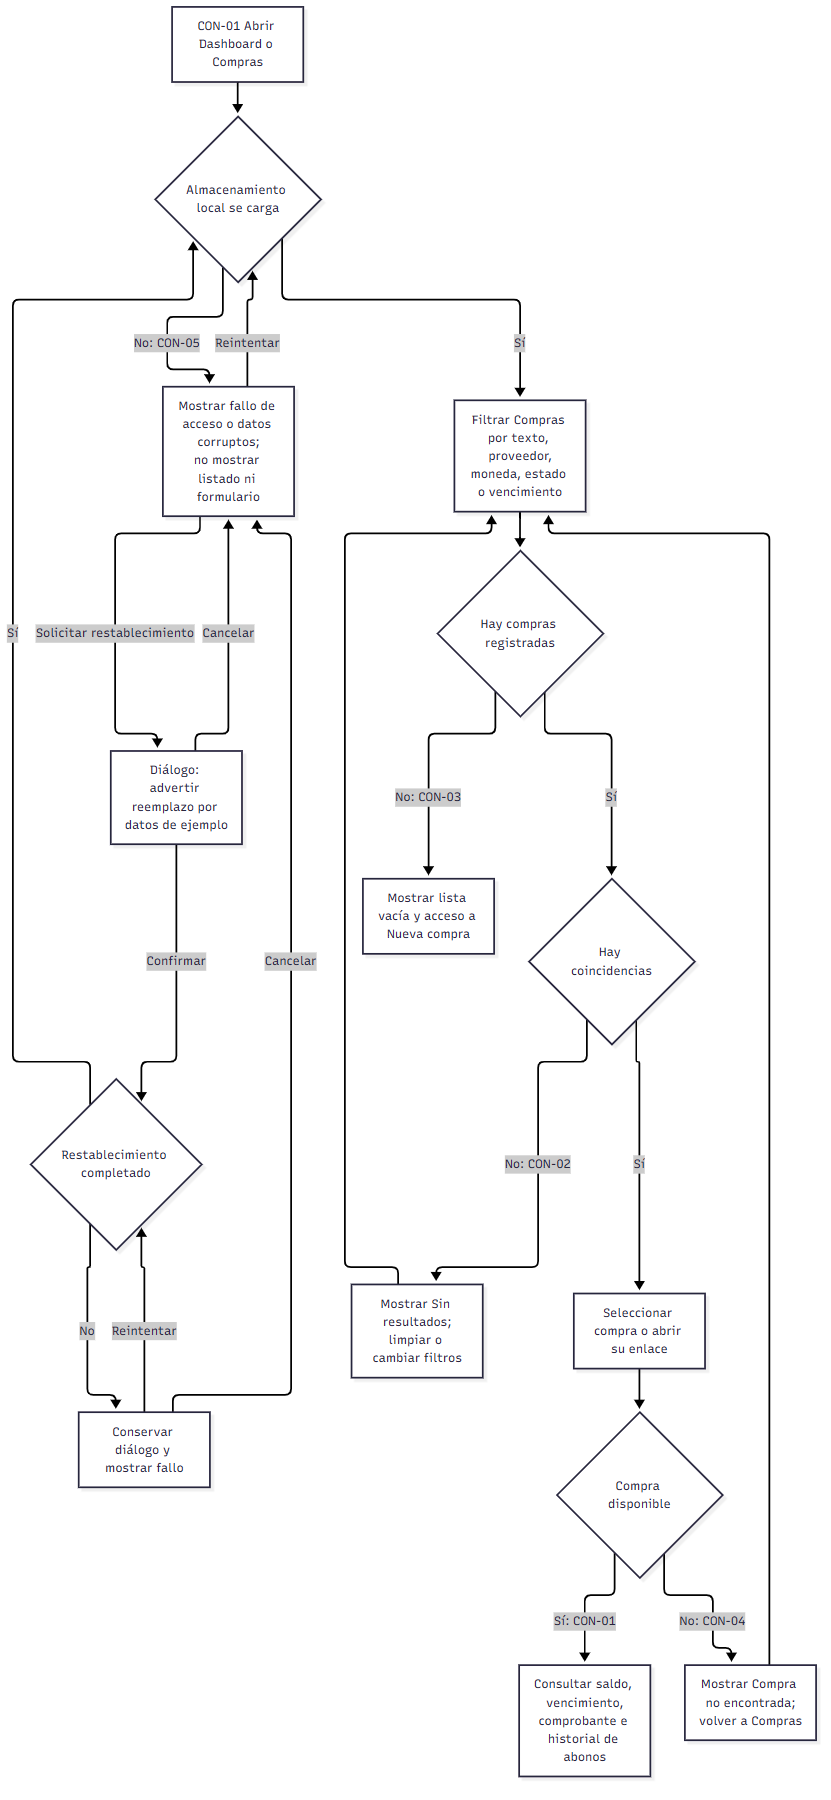 CON-01 Abrir
Dashboard o
Compras
Almacenamiento
local se carga
No: CON-05
Reintentar
Sí
Mostrar fallo de
acceso o datos
corruptos;
no mostrar
listado ni
formulario
Filtrar Compras
por texto,
proveedor,
moneda, estado
o vencimiento
Sí
Solicitar restablecimiento
Cancelar
Hay compras
registradas
Diálogo:
advertir
reemplazo por
datos de ejemplo
No: CON-03
Sí
Mostrar lista
vacía y acceso a
Nueva compra
Confirmar
Cancelar
Hay
coincidencias
Restablecimiento
completado
No: CON-02
Sí
No
Reintentar
Mostrar Sin
resultados;
limpiar o
cambiar filtros
Seleccionar
compra o abrir
su enlace
Conservar
diálogo y
mostrar fallo
Compra
disponible
Sí: CON-01
No: CON-04
Consultar saldo,
vencimiento,
comprobante e
historial de
abonos
Mostrar Compra
no encontrada;
volver a Compras